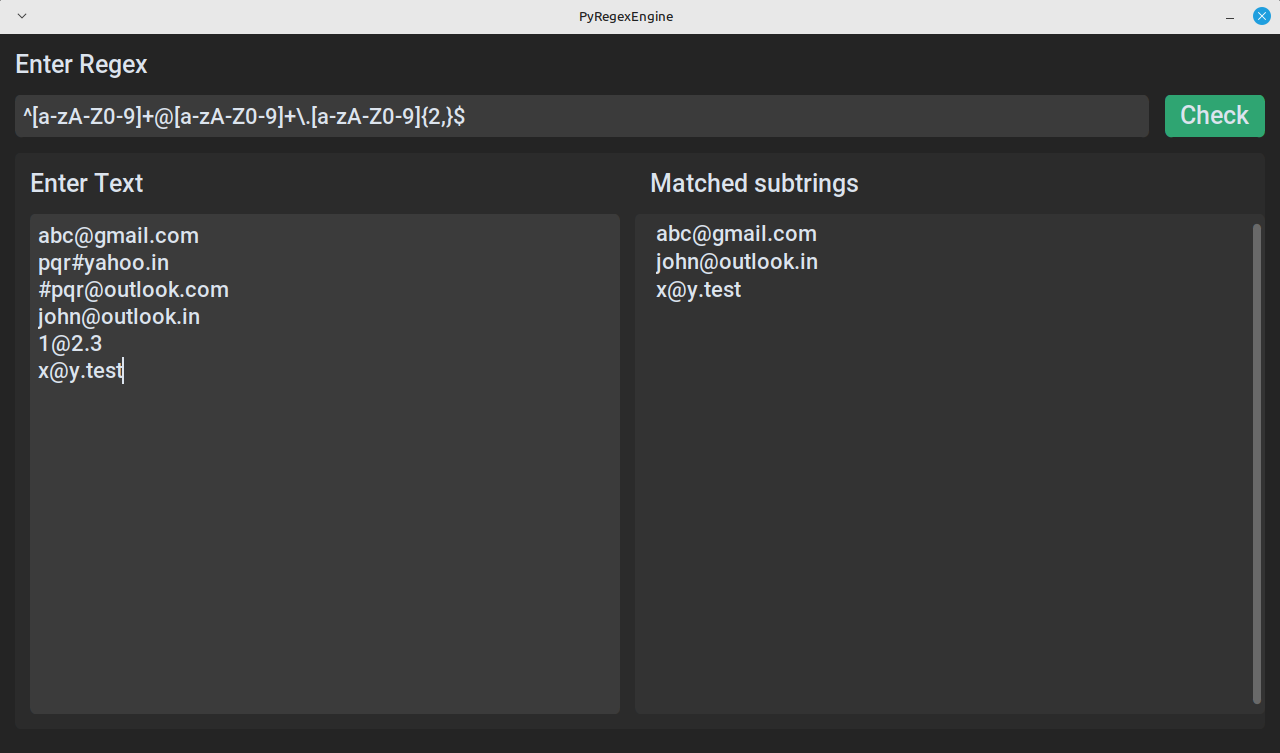 PyRegexEngine
Enter Regex
^[a-zA-Z0-9]+@[a-zA-Z0-9]+\.[a-zA-Z0-9]{2,}$
Check
Enter Text
abc@gmail.com
pqr#yahoo.in
#pqr@outlook.com
john@outlook.in
1@2.3
x@y.test
Matched subtrings
abc@gmail.com
john@outlook.in
x@y.test